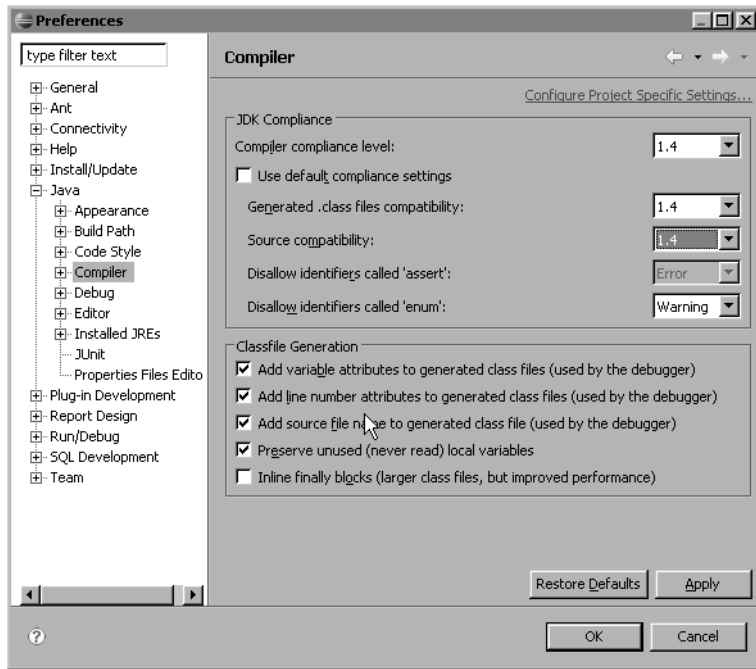 Preferences
type filter text
General
Ant
Connectivity
Help
Install/Update
Java
Appearance
Build Path
Code Style
Compiler
Debug
Editor
Installed JREs
JUnit
Properties Files Edito
Plug-in Development
Report Design
Run/Debug
SQL Development
Team
Compiler
Configure Project Specific Settings...
JDK Compliance
Compiler compliance level: 1.4
Use default compliance settings
Generated .class files compatibility: 1.4
Source compatibility: 1.4
Disallow identifiers called 'assert': Error
Disallow identifiers called 'enum': Warning
Classfile Generation
Add variable attributes to generated class files (used by the debugger)
Add line number attributes to generated class files (used by the debugger)
Add source file name to generated class file (used by the debugger)
Preserve unused (never read) local variables
Inline finally blocks (larger class files, but improved performance)
Restore Defaults Apply
? OK Cancel